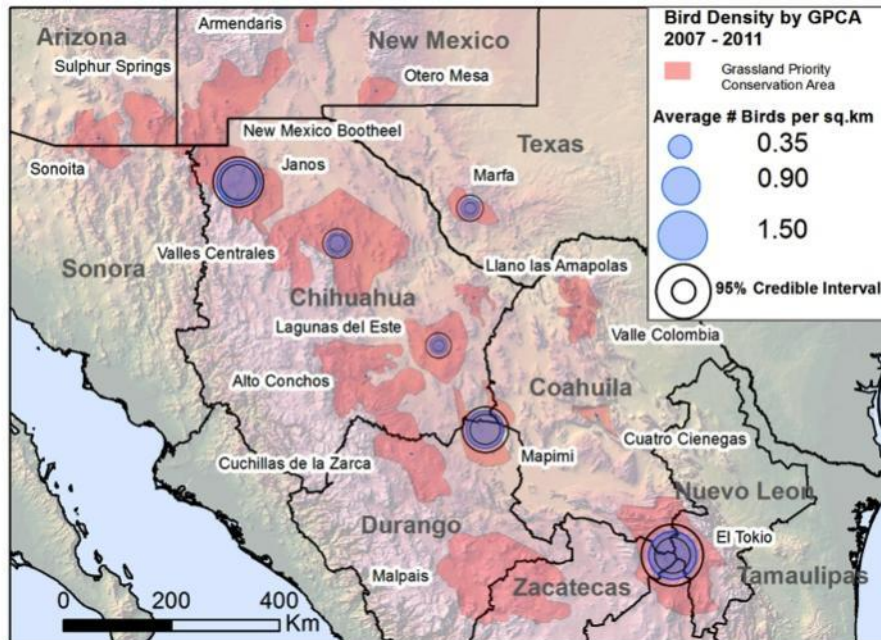 Arizona
Armendaris
New Mexico
Sulphur Springs
Otero Mesa
New Mexico Bootheel
Texas
Sonoita
Janos
Marfa
Valles Centrales
Sonora
Llano las Amapolas
Chihuahua
Lagunas del Este
Valle Colombia
Alto Conchos
Coahuila
Cuatro Cienegas
Cuchillas de la Zarca
Mapimi
Nuevo Leon
Durango
El Tokio
Malpais
Zacatecas
Tamaulipas
0 200 400
Km
Bird Density by GPCA
2007 - 2011
Grassland Priority
Conservation Area
Average # Birds per sq.km
0.35
0.90
1.50
95% Credible Interval